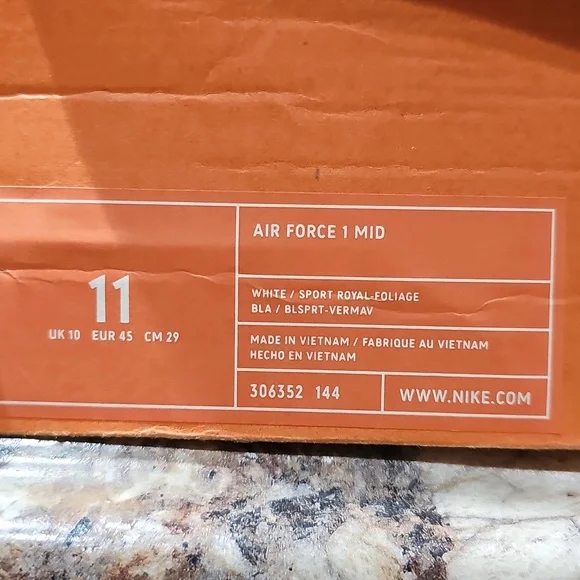 11
UK 10 EUR 45 CM 29
AIR FORCE 1 MID
WHITE / SPORT ROYAL-FOLIAGE
BLA / BLSPRT-VERMAV
MADE IN VIETNAM / FABRIQUE AU VIETNAM
HECHO EN VIETNAM
306352 144
WWW.NIKE.COM